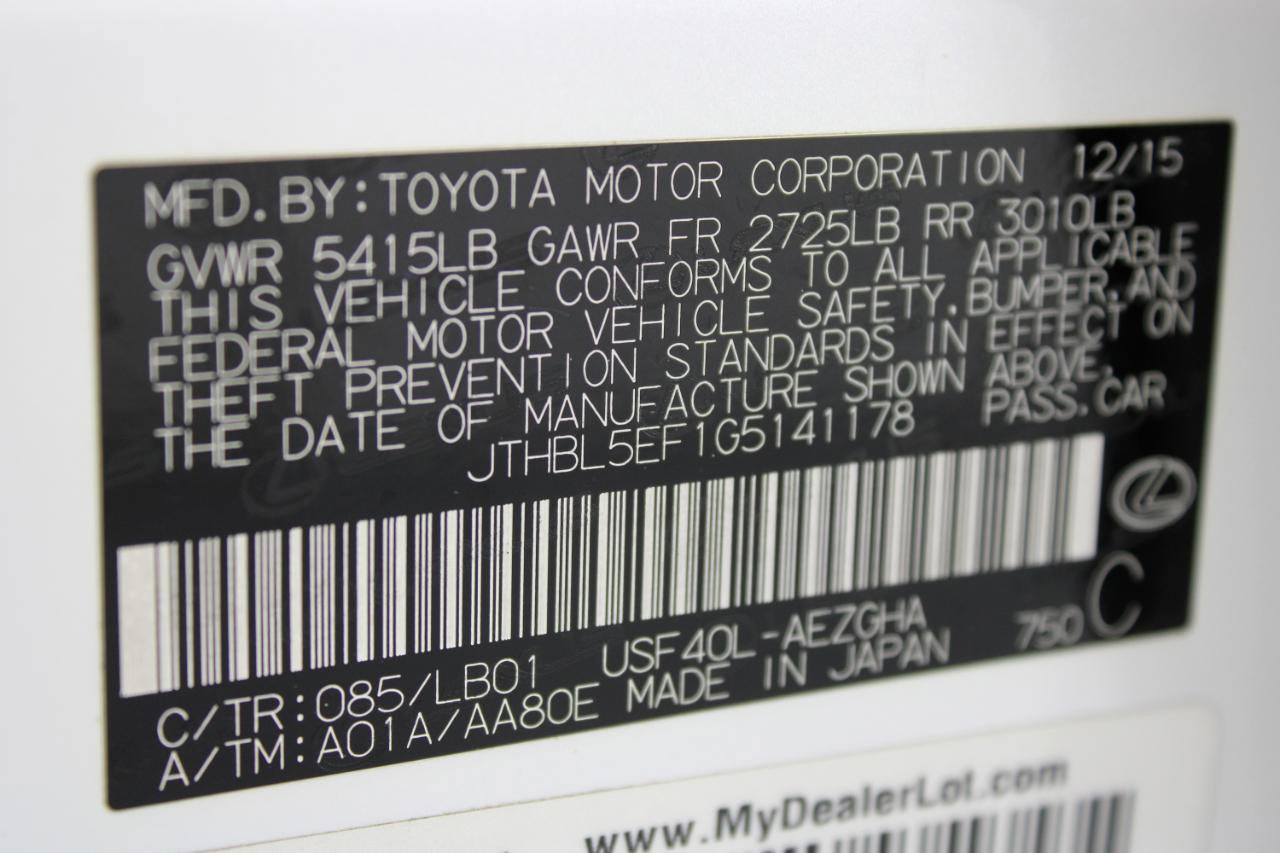 MFD.BY:TOYOTA MOTOR CORPORATION 12/15
GVWR 5415LB GAWR FR 2725LB RR 3010LB
THIS VEHICLE CONFORMS TO ALL APPLICABLE
FEDERAL MOTOR VEHICLE SAFETY,BUMPER,AND
THEFT PREVENTION STANDARDS IN EFFECT ON
THE DATE OF MANUFACTURE SHOWN ABOVE.
JTHBL5EF1G5141178 PASS.CAR
C/TR:085/LB01 USF40L-AEZGHA
A/TM:A01A/AA80E MADE IN JAPAN 750 C
www.MyDealerLot.com